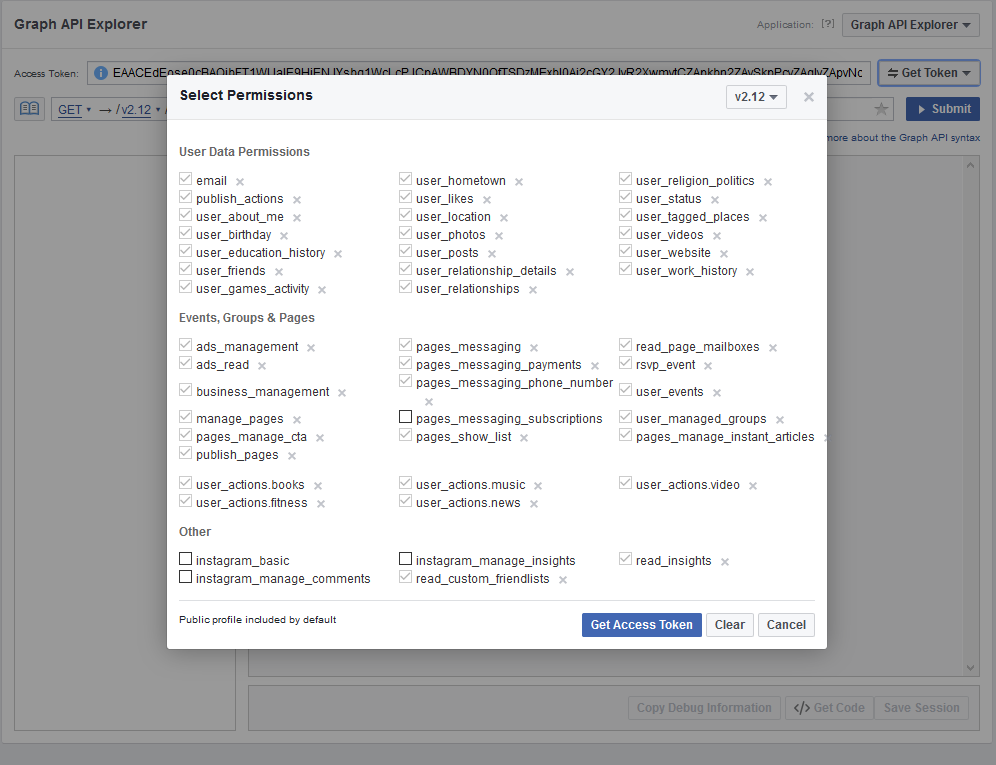 Graph API Explorer
Application: [?] Graph API Explorer
Access Token:
Get Token
Select Permissions
v2.12
GET → / v2.12 /
Submit
more about the Graph API syntax
User Data Permissions
email user_hometown user_religion_politics
publish_actions user_likes user_status
user_about_me user_location user_tagged_places
user_birthday user_photos user_videos
user_education_history user_posts user_website
user_friends user_relationship_details user_work_history
user_games_activity user_relationships
Events, Groups & Pages
ads_management pages_messaging read_page_mailboxes
ads_read pages_messaging_payments rsvp_event
pages_messaging_phone_number
business_management user_events
manage_pages pages_messaging_subscriptions user_managed_groups
pages_manage_cta pages_show_list pages_manage_instant_articles
publish_pages
user_actions.books user_actions.music user_actions.video
user_actions.fitness user_actions.news
Other
instagram_basic instagram_manage_insights read_insights
instagram_manage_comments read_custom_friendlists
Public profile included by default
Get Access Token Clear Cancel
Copy Debug Information </> Get Code Save Session